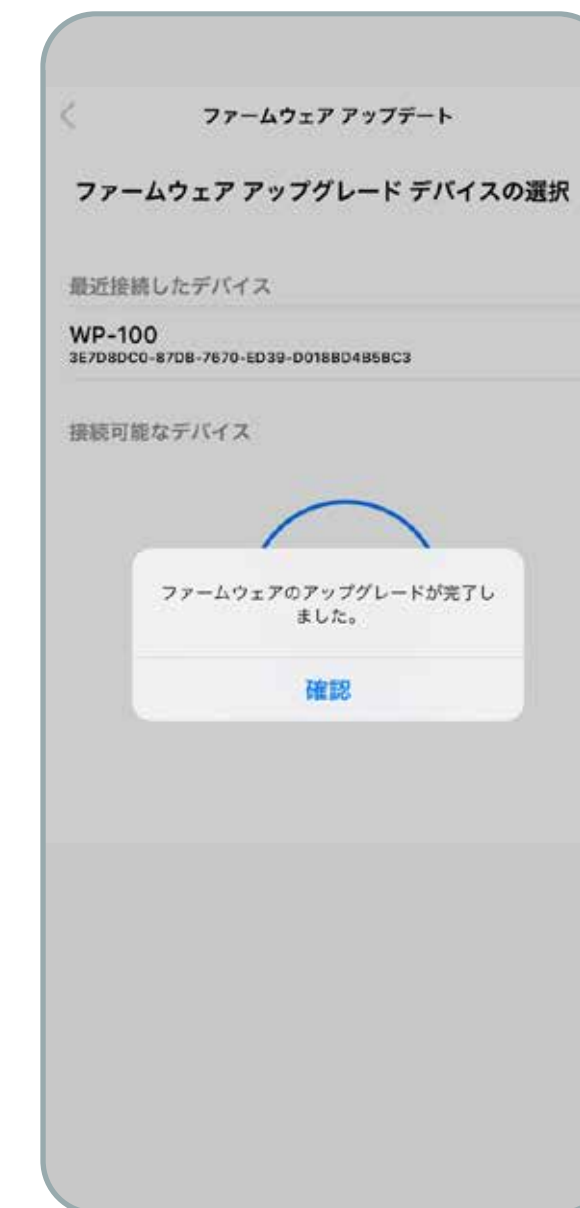 ファームウェア アップデート
ファームウェア アップグレード デバイスの選択
最近接続したデバイス
WP-100
3E7D8DC0-87DB-7670-ED39-D018BD4B5BC3
接続可能なデバイス
ファームウェアのアップグレードが完了し
ました。
確認